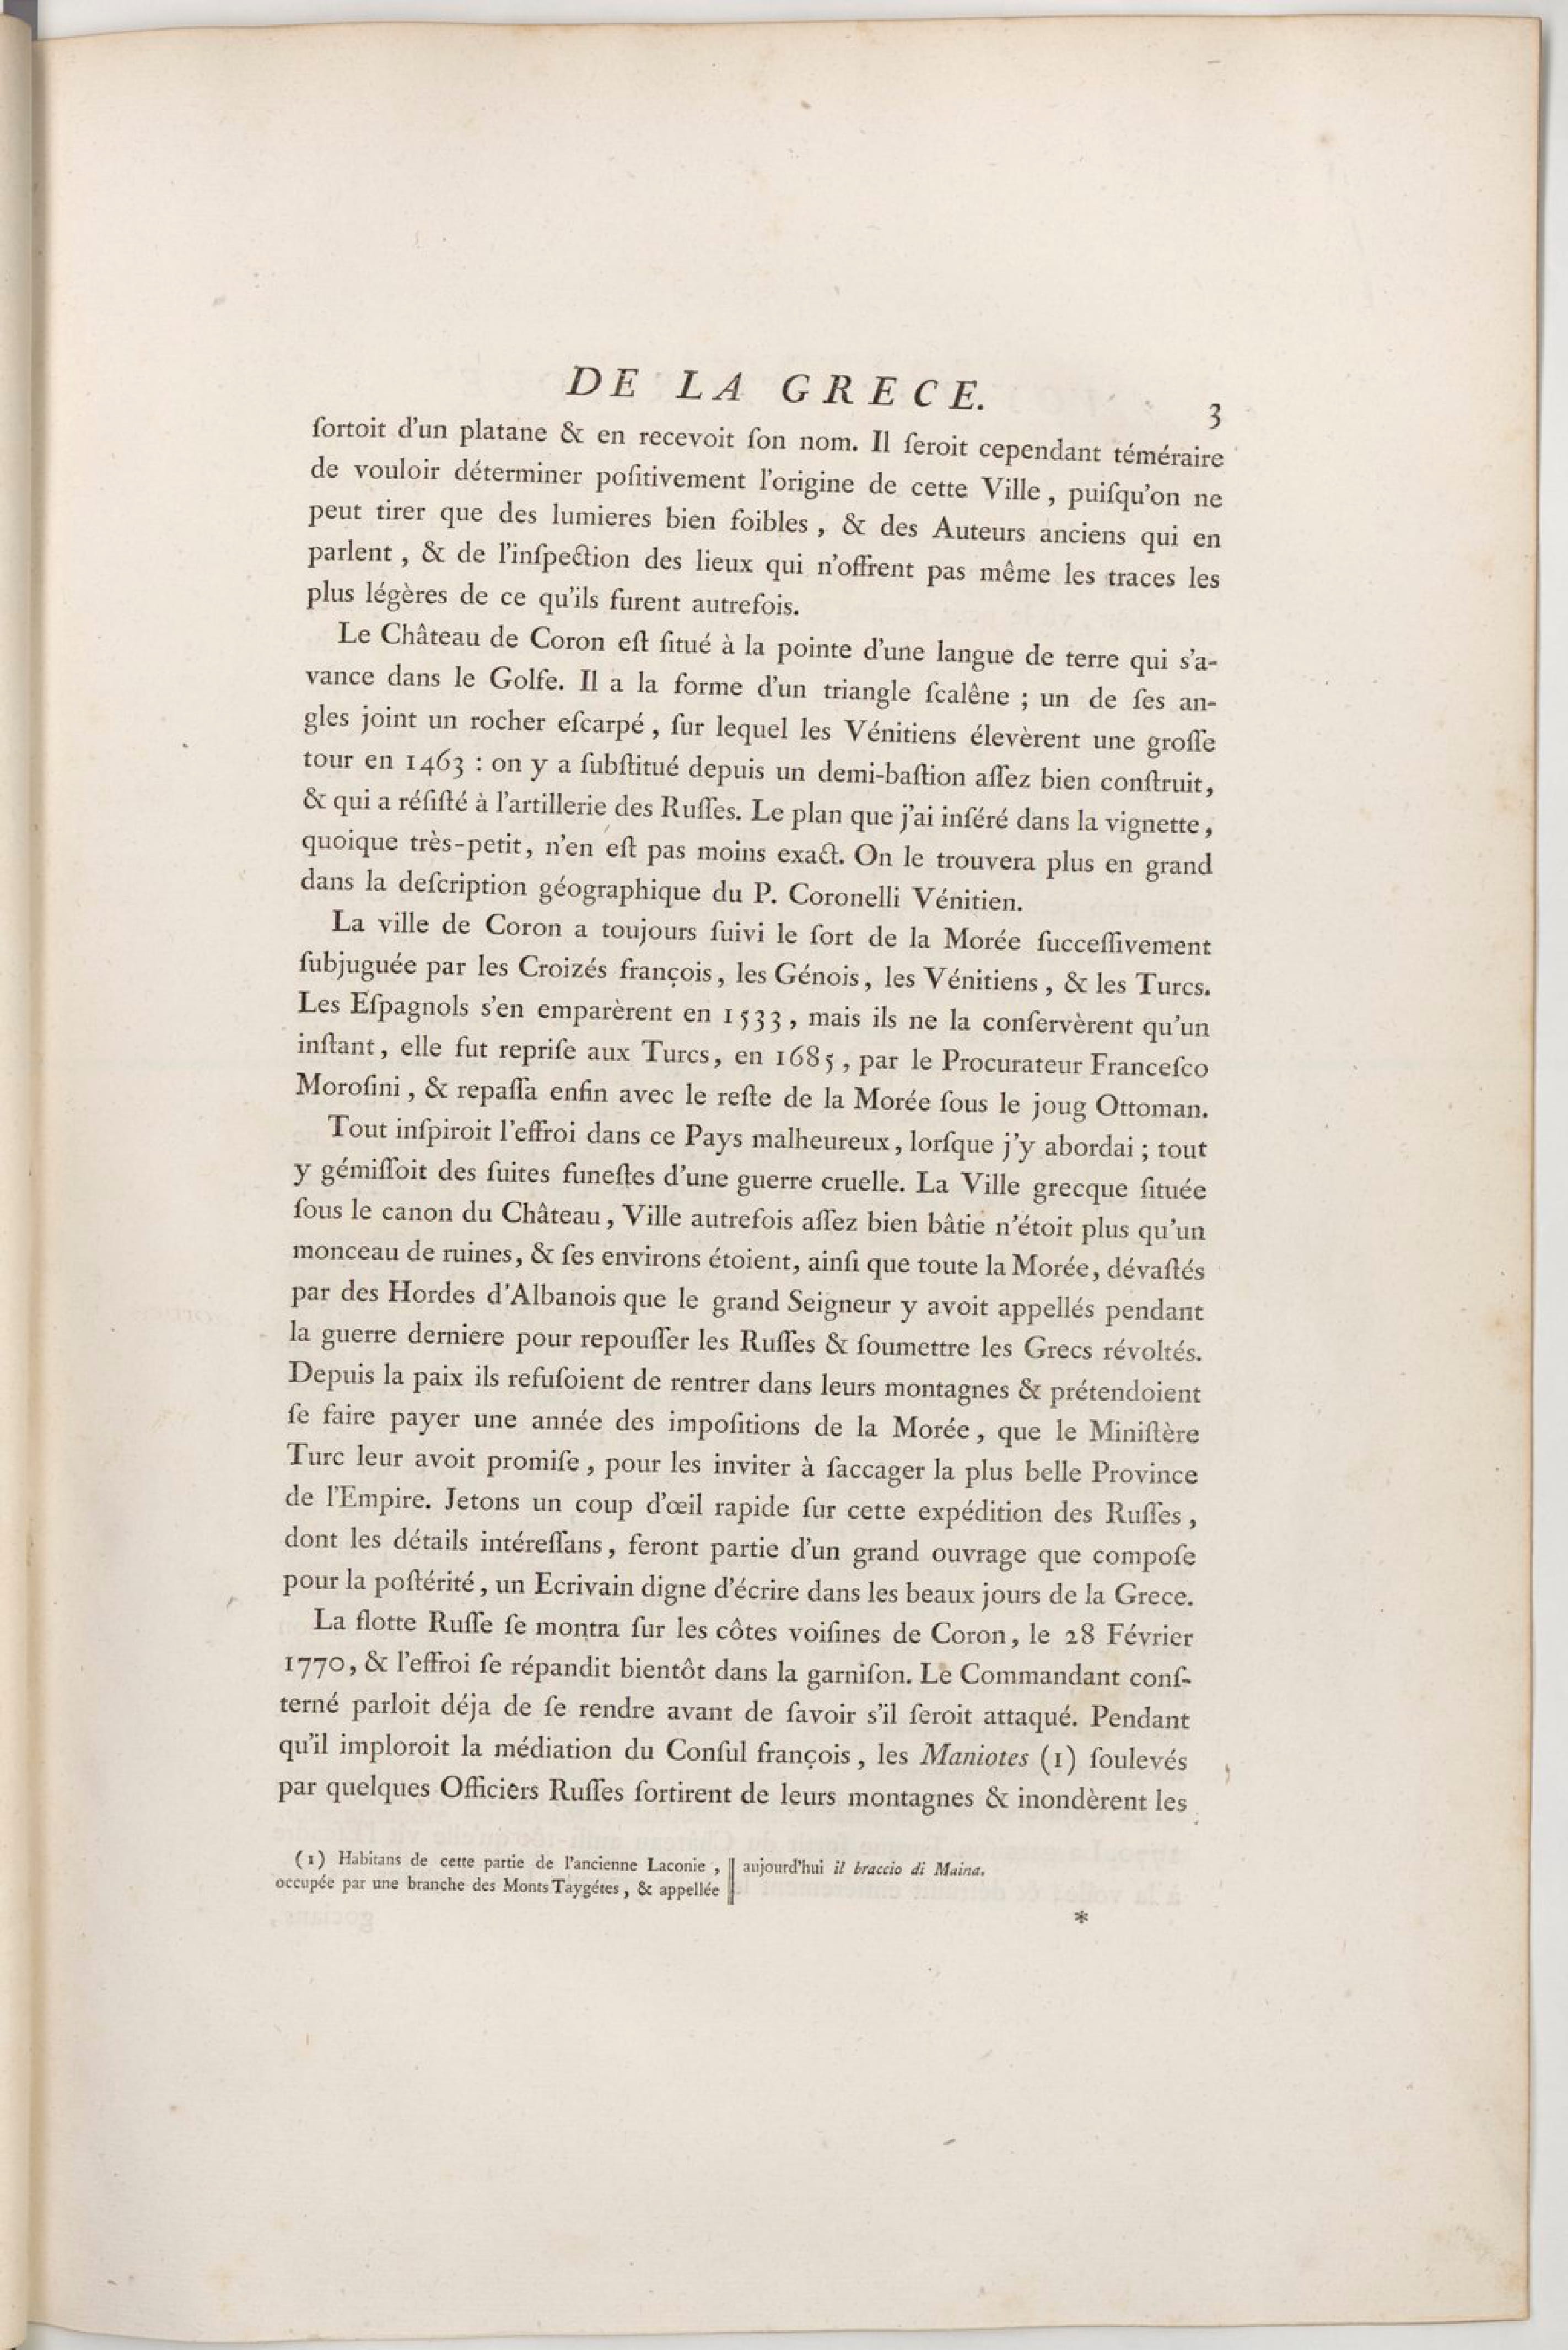 DE LA GRECE.
3
ſortoit d'un platane & en recevoit ſon nom. Il ſeroit cependant téméraire
de vouloir déterminer poſitivement l'origine de cette Ville, puiſqu'on ne
peut tirer que des lumieres bien foibles, & des Auteurs anciens qui en
parlent, & de l'inſpection des lieux qui n'offrent pas même les traces les
plus légères de ce qu'ils furent autrefois.
Le Château de Coron eſt ſitué à la pointe d'une langue de terre qui s'a-
vance dans le Golfe. Il a la forme d'un triangle ſcalêne ; un de ſes an-
gles joint un rocher eſcarpé, ſur lequel les Vénitiens élevèrent une groſſe
tour en 1463 : on y a ſubſtitué depuis un demi-baſtion aſſez bien conſtruit,
& qui a réſiſté à l'artillerie des Ruſſes. Le plan que j'ai inſéré dans la vignette,
quoique très-petit, n'en eſt pas moins exact. On le trouvera plus en grand
dans la deſcription géographique du P. Coronelli Vénitien.
La ville de Coron a toujours ſuivi le ſort de la Morée ſucceſſivement
ſubjuguée par les Croizés françois, les Génois, les Vénitiens, & les Turcs.
Les Eſpagnols s'en emparèrent en 1533, mais ils ne la conſervèrent qu'un
inſtant, elle fut repriſe aux Turcs, en 1685, par le Procurateur Franceſco
Moroſini, & repaſſa enfin avec le reſte de la Morée ſous le joug Ottoman.
Tout inſpiroit l'effroi dans ce Pays malheureux, lorſque j'y abordai ; tout
y gémiſſoit des ſuites funeſtes d'une guerre cruelle. La Ville grecque ſituée
ſous le canon du Château, Ville autrefois aſſez bien bâtie n'étoit plus qu'un
monceau de ruines, & ſes environs étoient, ainſi que toute la Morée, dévaſtés
par des Hordes d'Albanois que le grand Seigneur y avoit appellés pendant
la guerre derniere pour repouſſer les Ruſſes & ſoumettre les Grecs révoltés.
Depuis la paix ils refuſoient de rentrer dans leurs montagnes & prétendoient
ſe faire payer une année des impoſitions de la Morée, que le Miniſtère
Turc leur avoit promiſe, pour les inviter à ſaccager la plus belle Province
de l'Empire. Jetons un coup d'œil rapide ſur cette expédition des Ruſſes,
dont les détails intéreſſans, feront partie d'un grand ouvrage que compoſe
pour la poſtérité, un Ecrivain digne d'écrire dans les beaux jours de la Grece.
La flotte Ruſſe ſe montra ſur les côtes voiſines de Coron, le 28 Février
1770, & l'effroi ſe répandit bientôt dans la garniſon. Le Commandant conſ-
terné parloit déja de ſe rendre avant de ſavoir s'il ſeroit attaqué. Pendant
qu'il imploroit la médiation du Conſul françois, les Maniotes (1) ſoulevés
par quelques Officiers Ruſſes ſortirent de leurs montagnes & inondèrent les
(1) Habitans de cette partie de l'ancienne Laconie,
occupée par une branche des Monts Taygétes, & appellée
aujourd'hui il braccio di Maina.
*